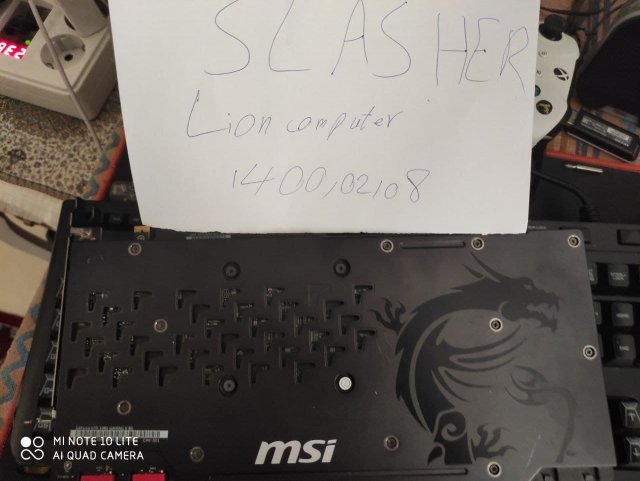 SLASHER
Lion computer
1400,02,08
msi
MI NOTE 10 LITE
AI QUAD CAMERA